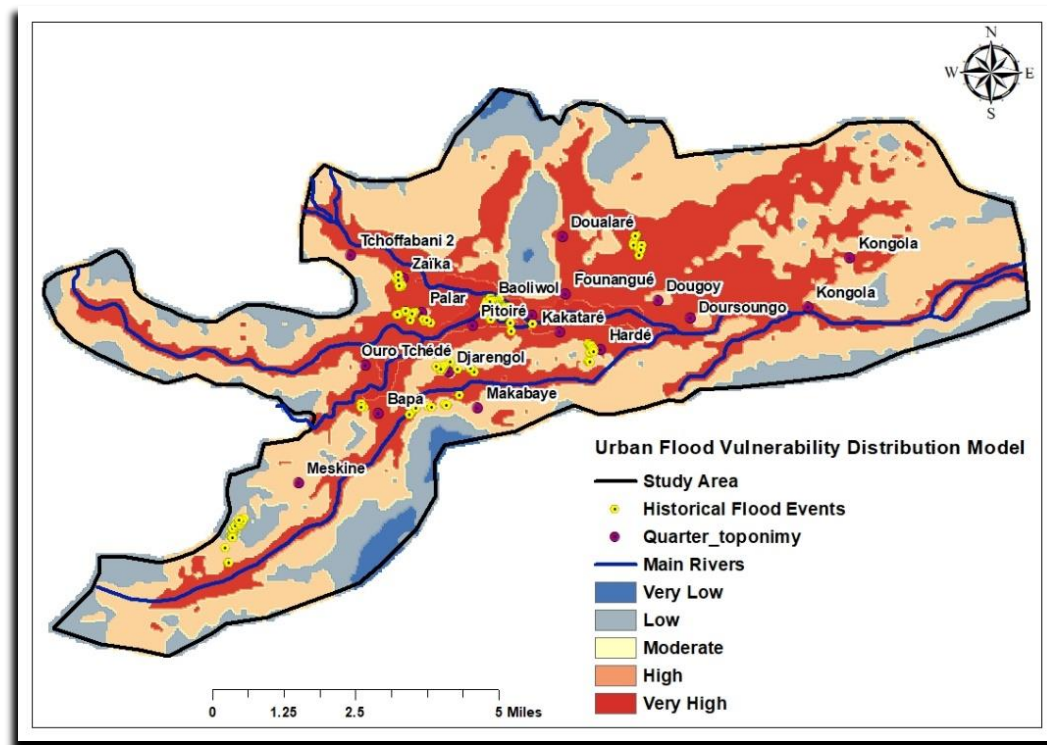 N
W E
S
Doualaré
Tchoffabani 2
Kongola
Zaïka
Founangué
Baoliwol
Dougoy
Kongola
Palar
Pitoiré
Kakataré
Doursoungo
Hardé
Ouro Tchédé
Djarengol
Makabaye
Bapa
Meskine
Urban Flood Vulnerability Distribution Model
Study Area
Historical Flood Events
Quarter_toponimy
Main Rivers
Very Low
Low
Moderate
High
Very High
0 1.25 2.5 5 Miles